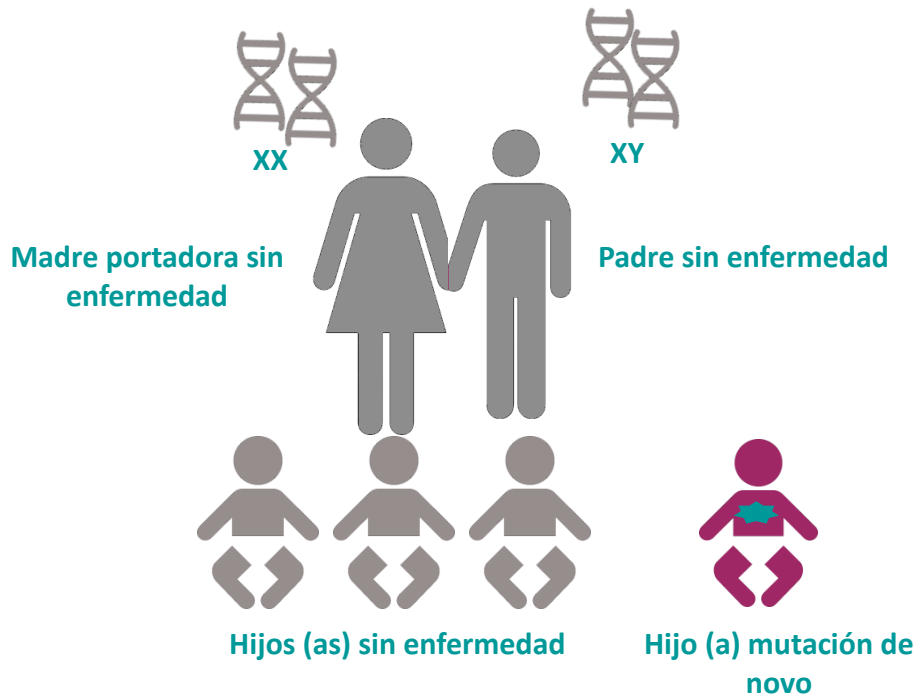 XX
XY
Madre portadora sin
enfermedad
Padre sin enfermedad
Hijos (as) sin enfermedad
Hijo (a) mutación de
novo